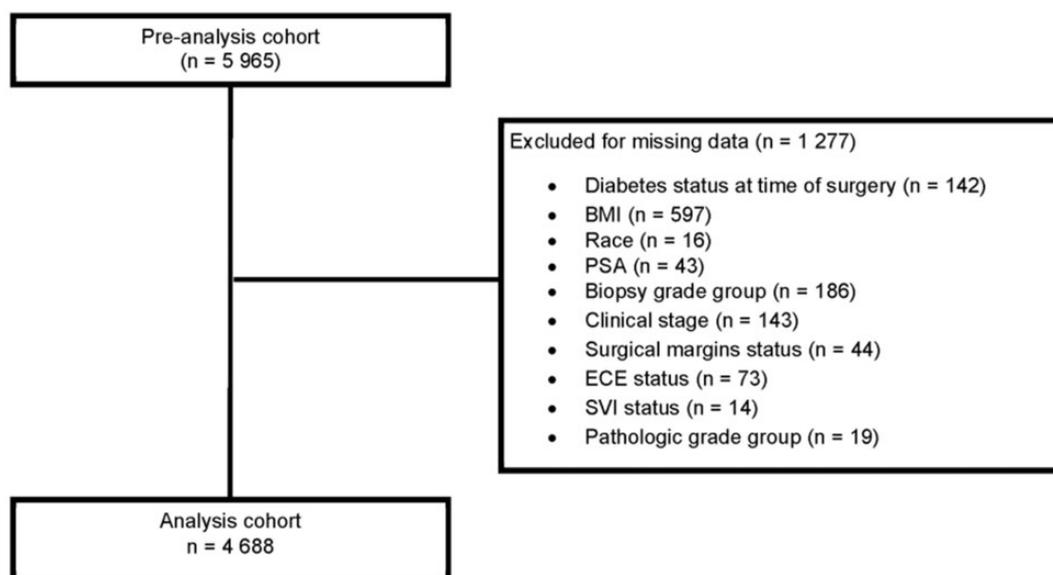 Pre-analysis cohort
(n = 5 965)
Excluded for missing data (n = 1 277)
• Diabetes status at time of surgery (n = 142)
• BMI (n = 597)
• Race (n = 16)
• PSA (n = 43)
• Biopsy grade group (n = 186)
• Clinical stage (n = 143)
• Surgical margins status (n = 44)
• ECE status (n = 73)
• SVI status (n = 14)
• Pathologic grade group (n = 19)
Analysis cohort
n = 4 688